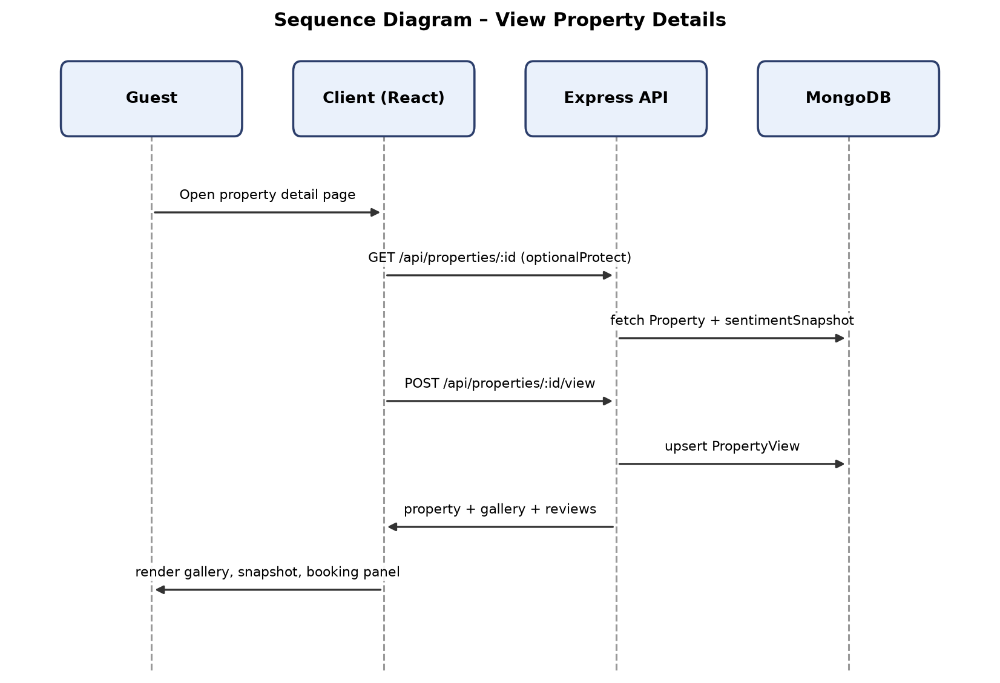 Sequence Diagram – View Property Details
Guest
Client (React)
Express API
MongoDB
Open property detail page
GET /api/properties/:id (optionalProtect)
fetch Property + sentimentSnapshot
POST /api/properties/:id/view
upsert PropertyView
property + gallery + reviews
render gallery, snapshot, booking panel